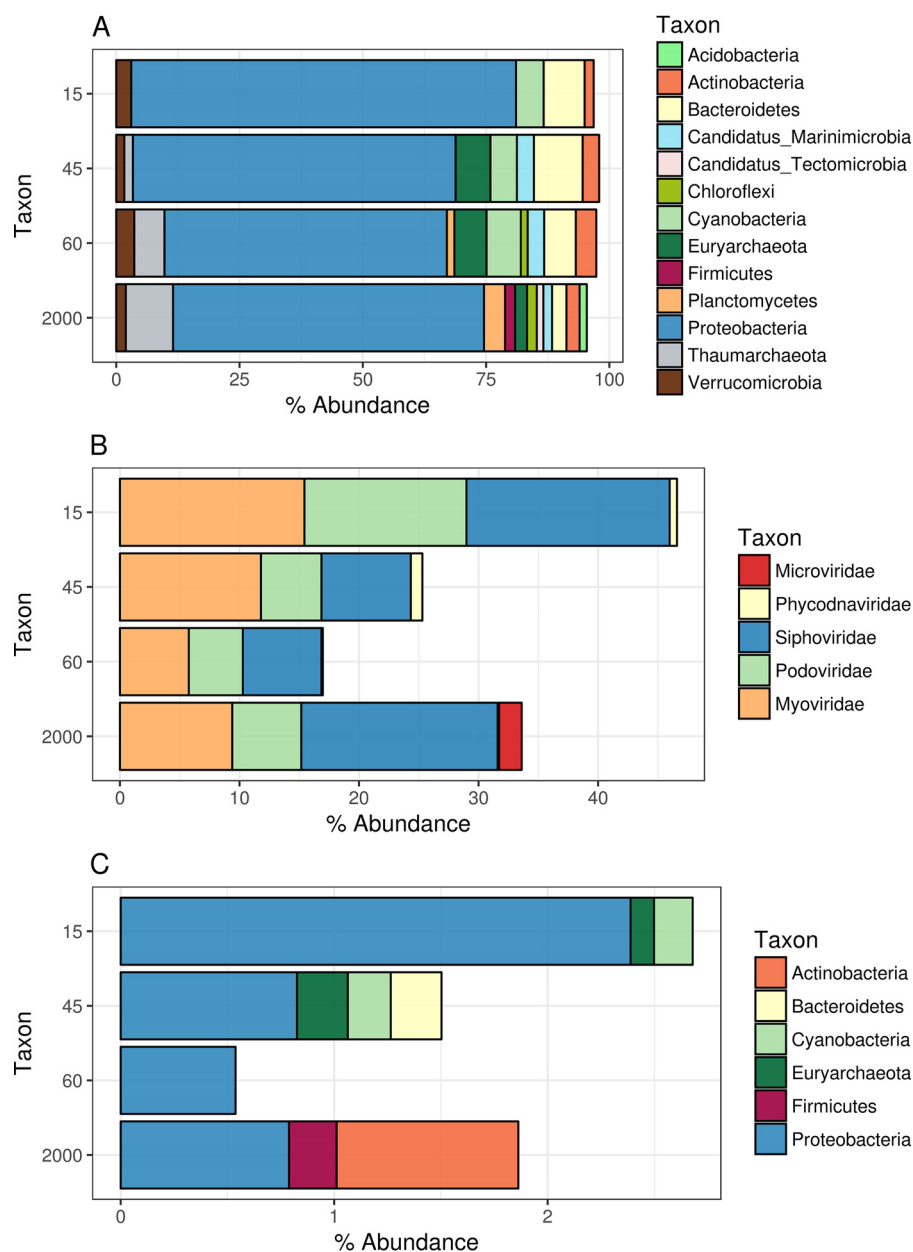 A
Taxon
15
45
60
2000
0
25
50
75
100
% Abundance
Taxon
Acidobacteria
Actinobacteria
Bacteroidetes
Candidatus_Marinimicrobia
Candidatus_Tectomicrobia
Chloroflexi
Cyanobacteria
Euryarchaeota
Firmicutes
Planctomycetes
Proteobacteria
Thaumarchaeota
Verrucomicrobia
B
Taxon
15
45
60
2000
0
10
20
30
40
% Abundance
Taxon
Microviridae
Phycodnaviridae
Siphoviridae
Podoviridae
Myoviridae
C
Taxon
15
45
60
2000
0
1
2
% Abundance
Taxon
Actinobacteria
Bacteroidetes
Cyanobacteria
Euryarchaeota
Firmicutes
Proteobacteria